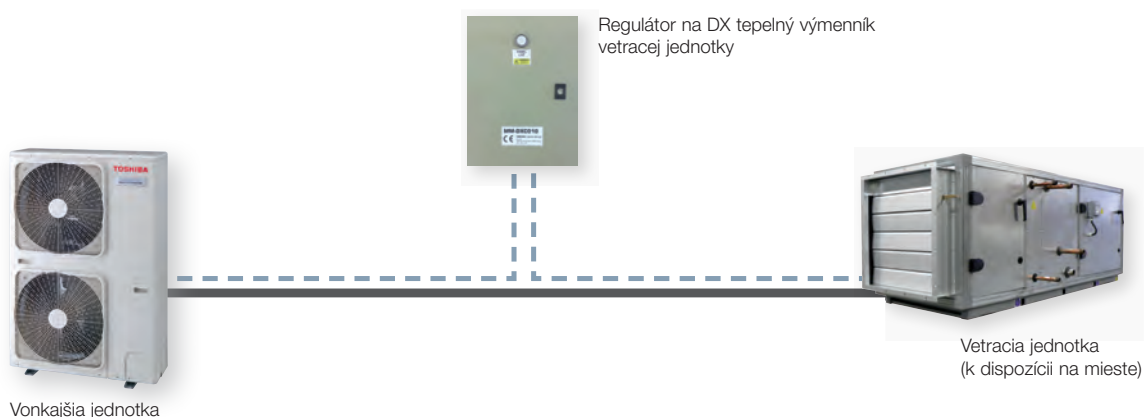 Regulátor na DX tepelný výmenník
vetracej jednotky
TOSHIBA
Vetracia jednotka
(k dispozícii na mieste)
Vonkajšia jednotka